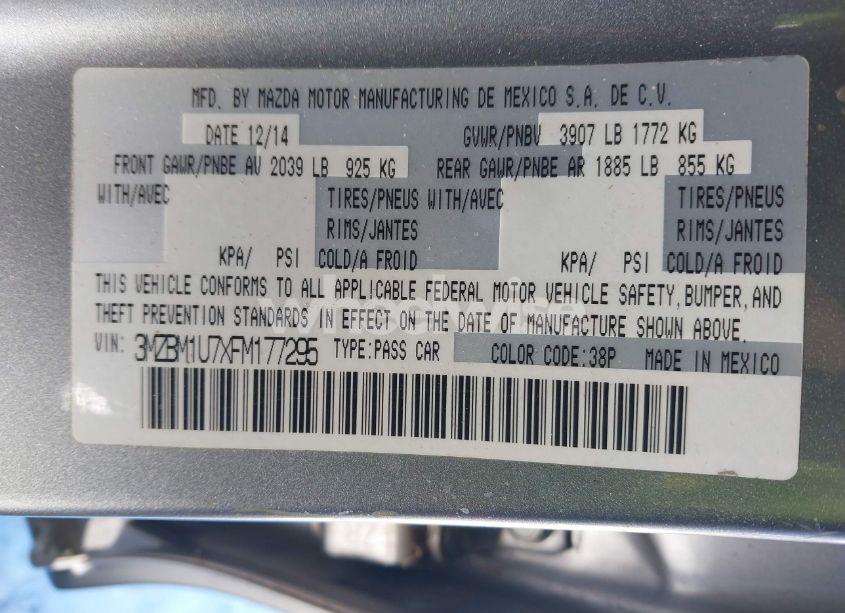 MFD. BY MAZDA MOTOR MANUFACTURING DE MEXICO S.A. DE C.V.
DATE 12/14 GVWR/PNBV 3907 LB 1772 KG
FRONT GAWR/PNBE AV 2039 LB 925 KG REAR GAWR/PNBE AR 1885 LB 855 KG
WITH/AVEC TIRES/PNEUS WITH/AVEC TIRES/PNEUS
RIMS/JANTES RIMS/JANTES
KPA/ PSI COLD/A FROID KPA/ PSI COLD/A FROID
THIS VEHICLE CONFORMS TO ALL APPLICABLE FEDERAL MOTOR VEHICLE SAFETY, BUMPER, AND
THEFT PREVENTION STANDARDS IN EFFECT ON THE DATE OF MANUFACTURE SHOWN ABOVE.
VIN: 3MZBM1U7XFM177295 TYPE:PASS CAR COLOR CODE:38P MADE IN MEXICO